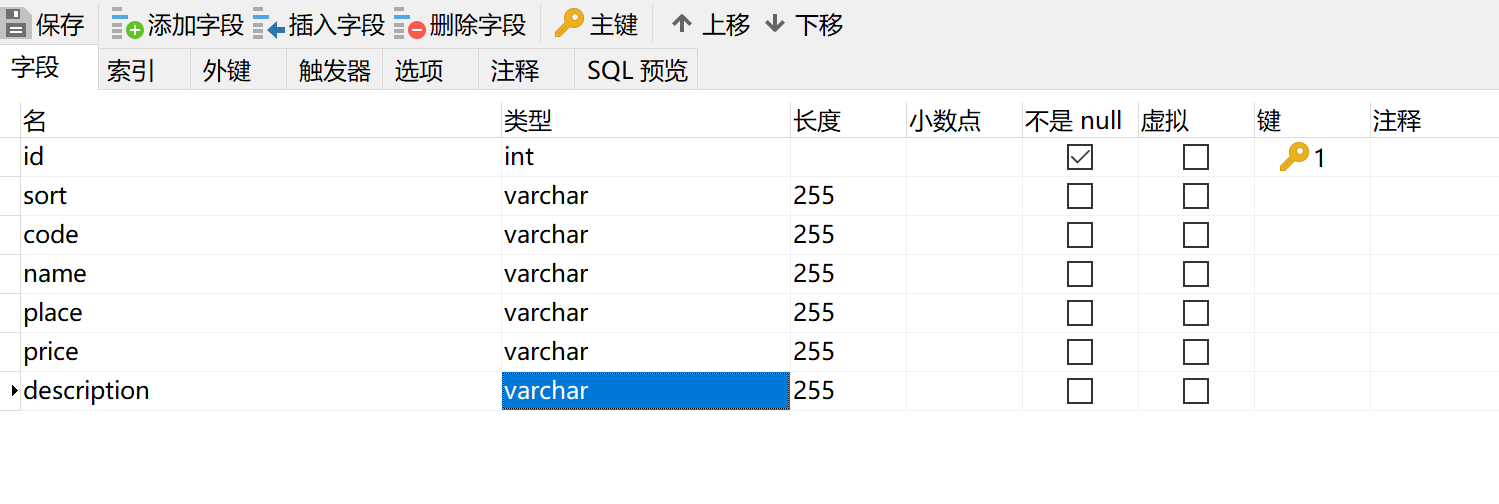 保存 添加字段 插入字段 删除字段 主键 上移 下移
字段 索引 外键 触发器 选项 注释 SQL 预览
名 类型 长度 小数点 不是 null 虚拟 键 注释
id int 1
sort varchar 255
code varchar 255
name varchar 255
place varchar 255
price varchar 255
description varchar 255